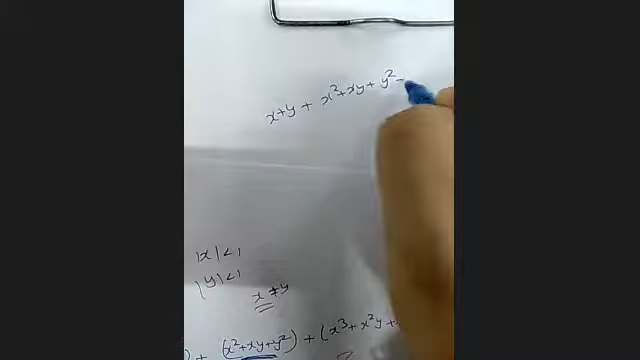 x+y + x²+xy+ y² –
|x|<1
|y|<1
x ≠ y
) + (x²+xy+y²) + (x³+x²y+